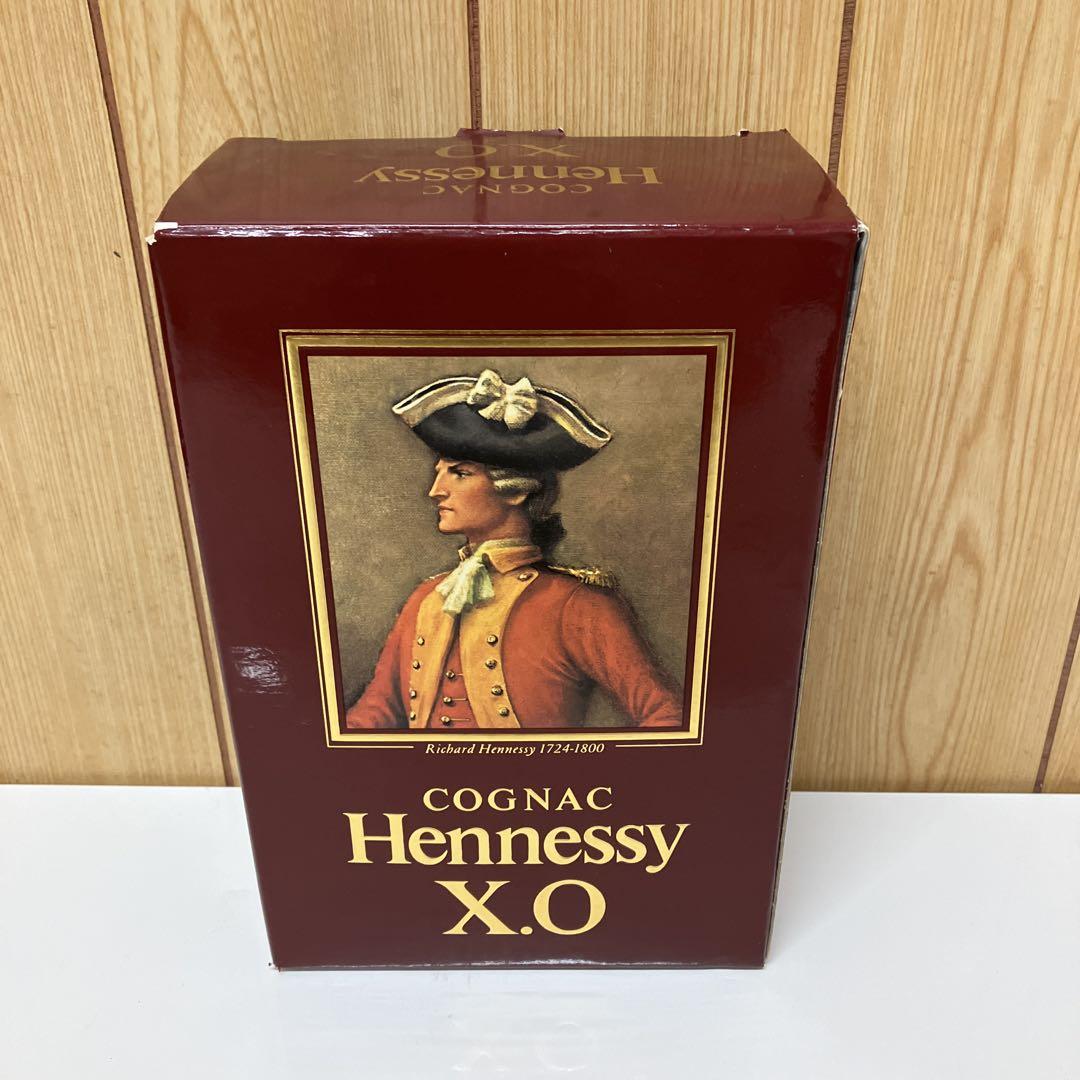 COGNAC
Hennessy
X.O
Richard Hennessy 1724-1800
COGNAC
Hennessy
X.O